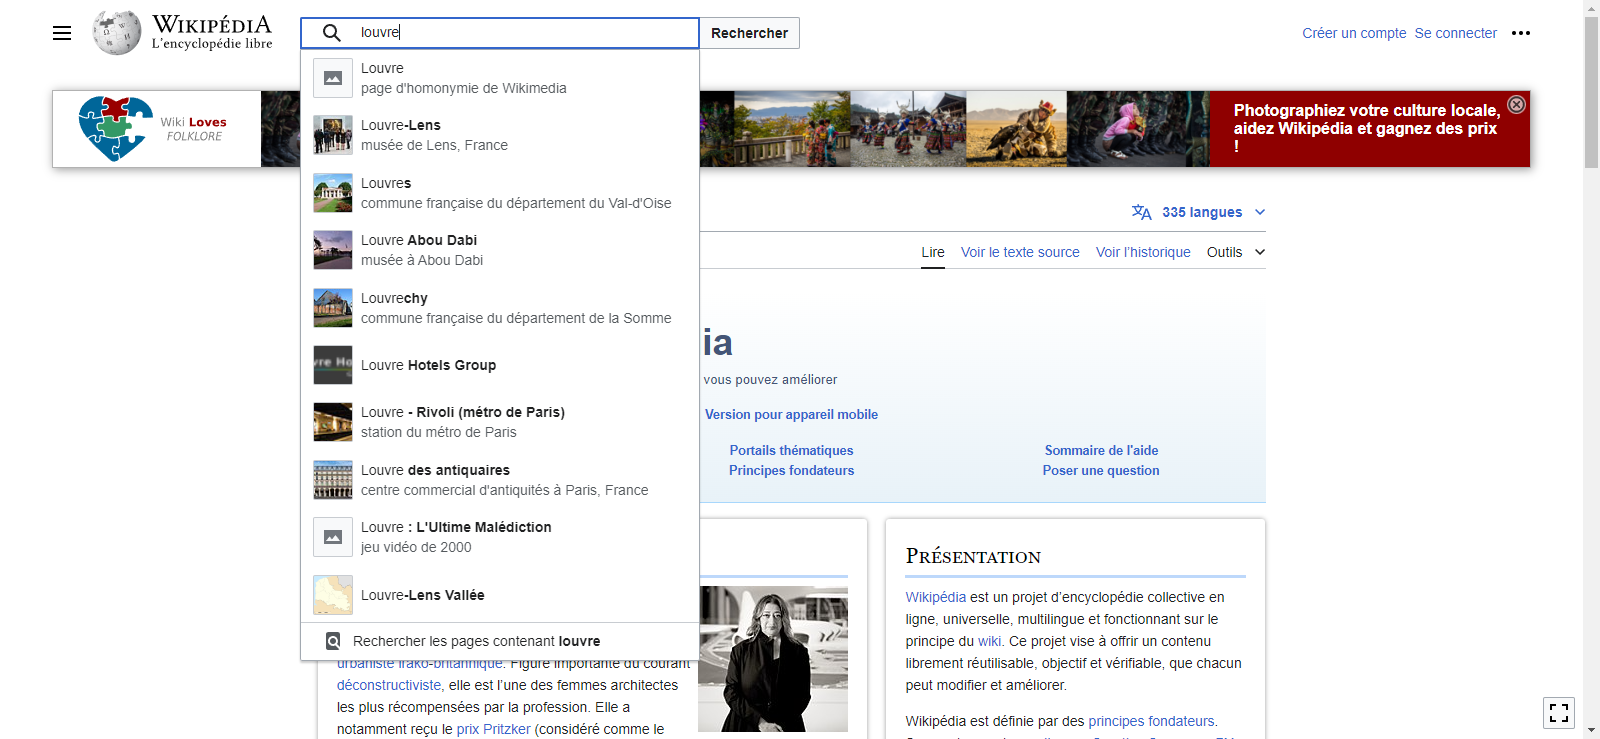 WIKIPÉDIA
L'encyclopédie libre
louvre
Rechercher
Créer un compte
Se connecter
Louvre
page d'homonymie de Wikimedia
Louvre-Lens
musée de Lens, France
Louvres
commune française du département du Val-d'Oise
Louvre Abou Dabi
musée à Abou Dabi
Louvrechy
commune française du département de la Somme
Louvre Hotels Group
Louvre - Rivoli (métro de Paris)
station du métro de Paris
Louvre des antiquaires
centre commercial d'antiquités à Paris, France
Louvre : L'Ultime Malédiction
jeu vidéo de 2000
Louvre-Lens Vallée
Rechercher les pages contenant louvre
Wiki Loves
FOLKLORE
Photographiez votre culture locale,
aidez Wikipédia et gagnez des prix
!
335 langues
Lire
Voir le texte source
Voir l'historique
Outils
ia
vous pouvez améliorer
Version pour appareil mobile
Portails thématiques
Sommaire de l'aide
Principes fondateurs
Poser une question
urbaniste irako-britannique. Figure importante du courant
déconstructiviste, elle est l'une des femmes architectes
les plus récompensées par la profession. Elle a
notamment reçu le prix Pritzker (considéré comme le
PRÉSENTATION
Wikipédia est un projet d'encyclopédie collective en
ligne, universelle, multilingue et fonctionnant sur le
principe du wiki. Ce projet vise à offrir un contenu
librement réutilisable, objectif et vérifiable, que chacun
peut modifier et améliorer.
Wikipédia est définie par des principes fondateurs.